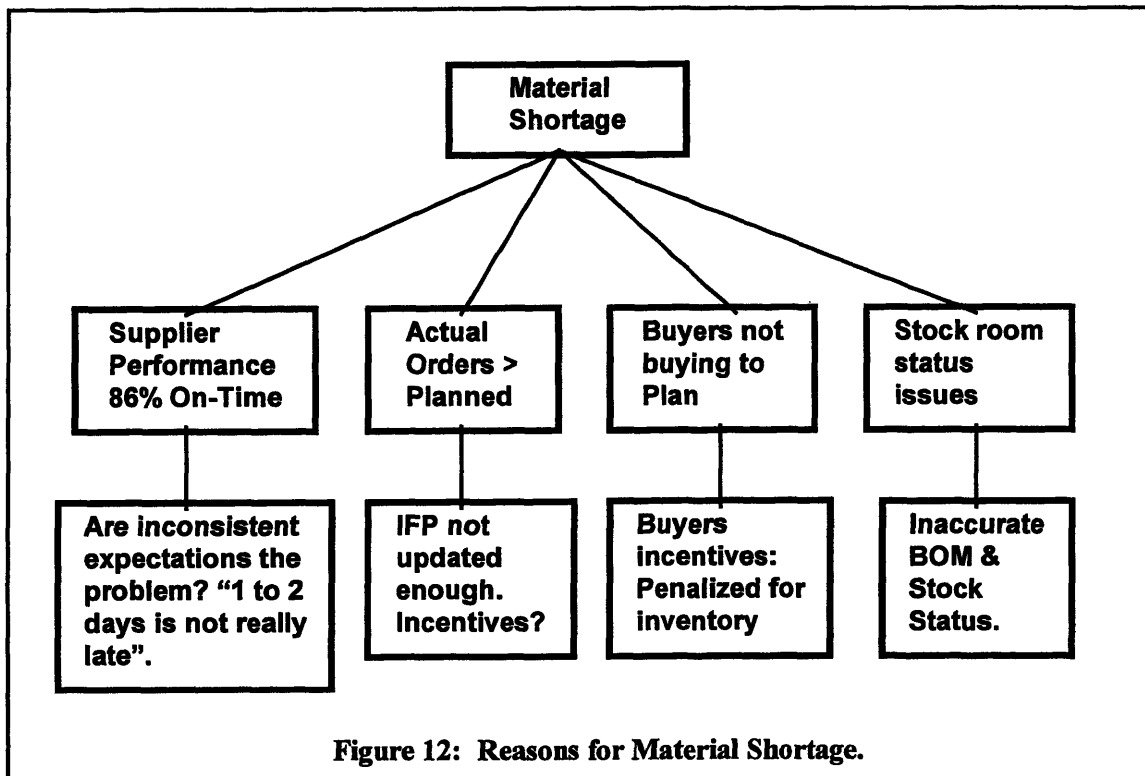 Material
Shortage
Supplier
Performance
86% On-Time
Actual
Orders >
Planned
Buyers not
buying to
Plan
Stock room
status
issues
Are inconsistent
expectations the
problem? “1 to 2
days is not really
late”.
IFP not
updated
enough.
Incentives?
Buyers
incentives:
Penalized for
inventory
Inaccurate
BOM &
Stock
Status.
Figure 12: Reasons for Material Shortage.